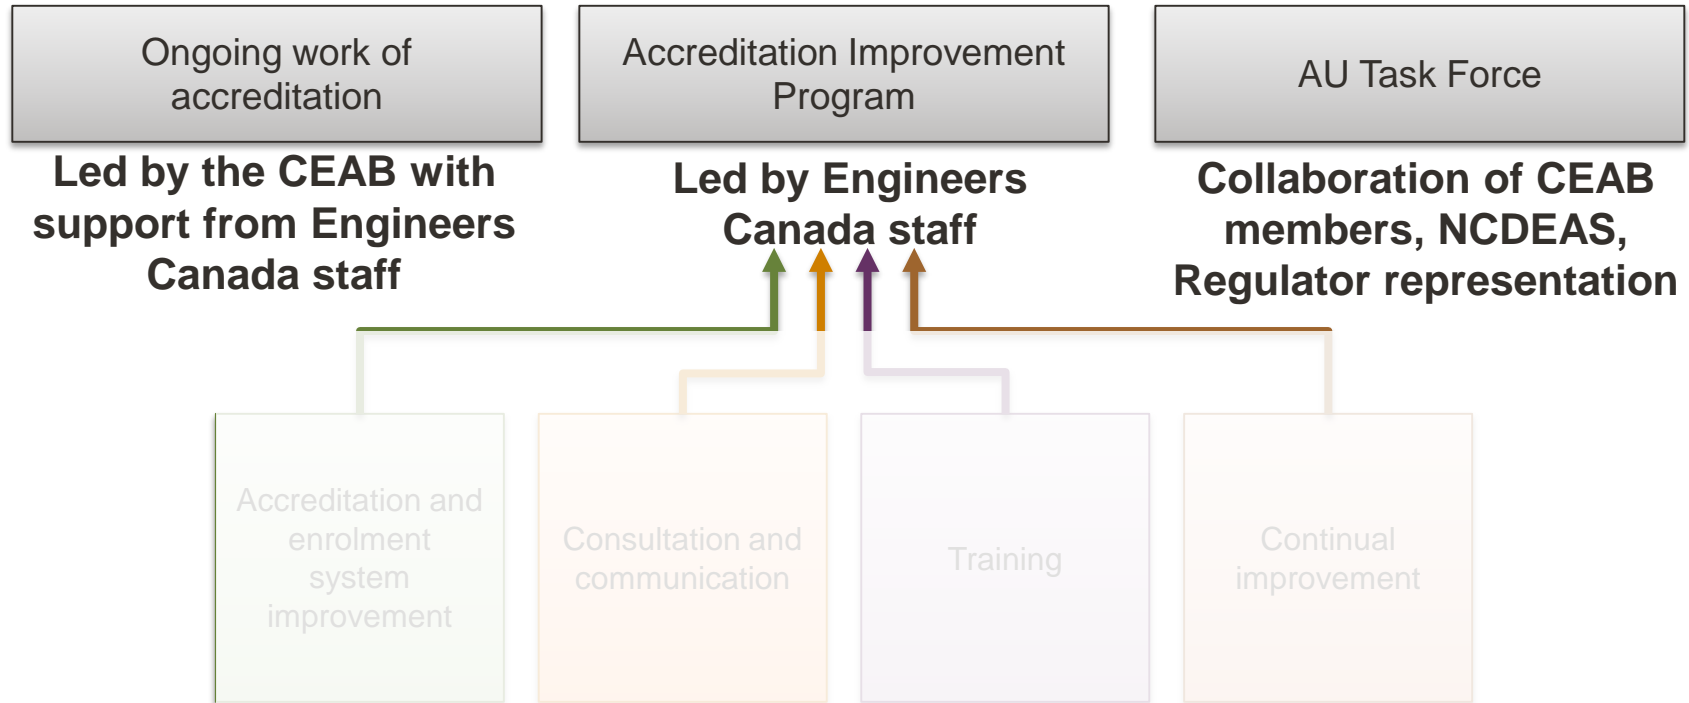 Ongoing work of
accreditation
Led by the CEAB with
support from Engineers
Canada staff
Accreditation Improvement
Program
Led by Engineers
Canada staff
AU Task Force
Collaboration of CEAB
members, NCDEAS,
Regulator representation
Accreditation and
enrolment
system
improvement
Consultation and
communication
Training
Continual
improvement